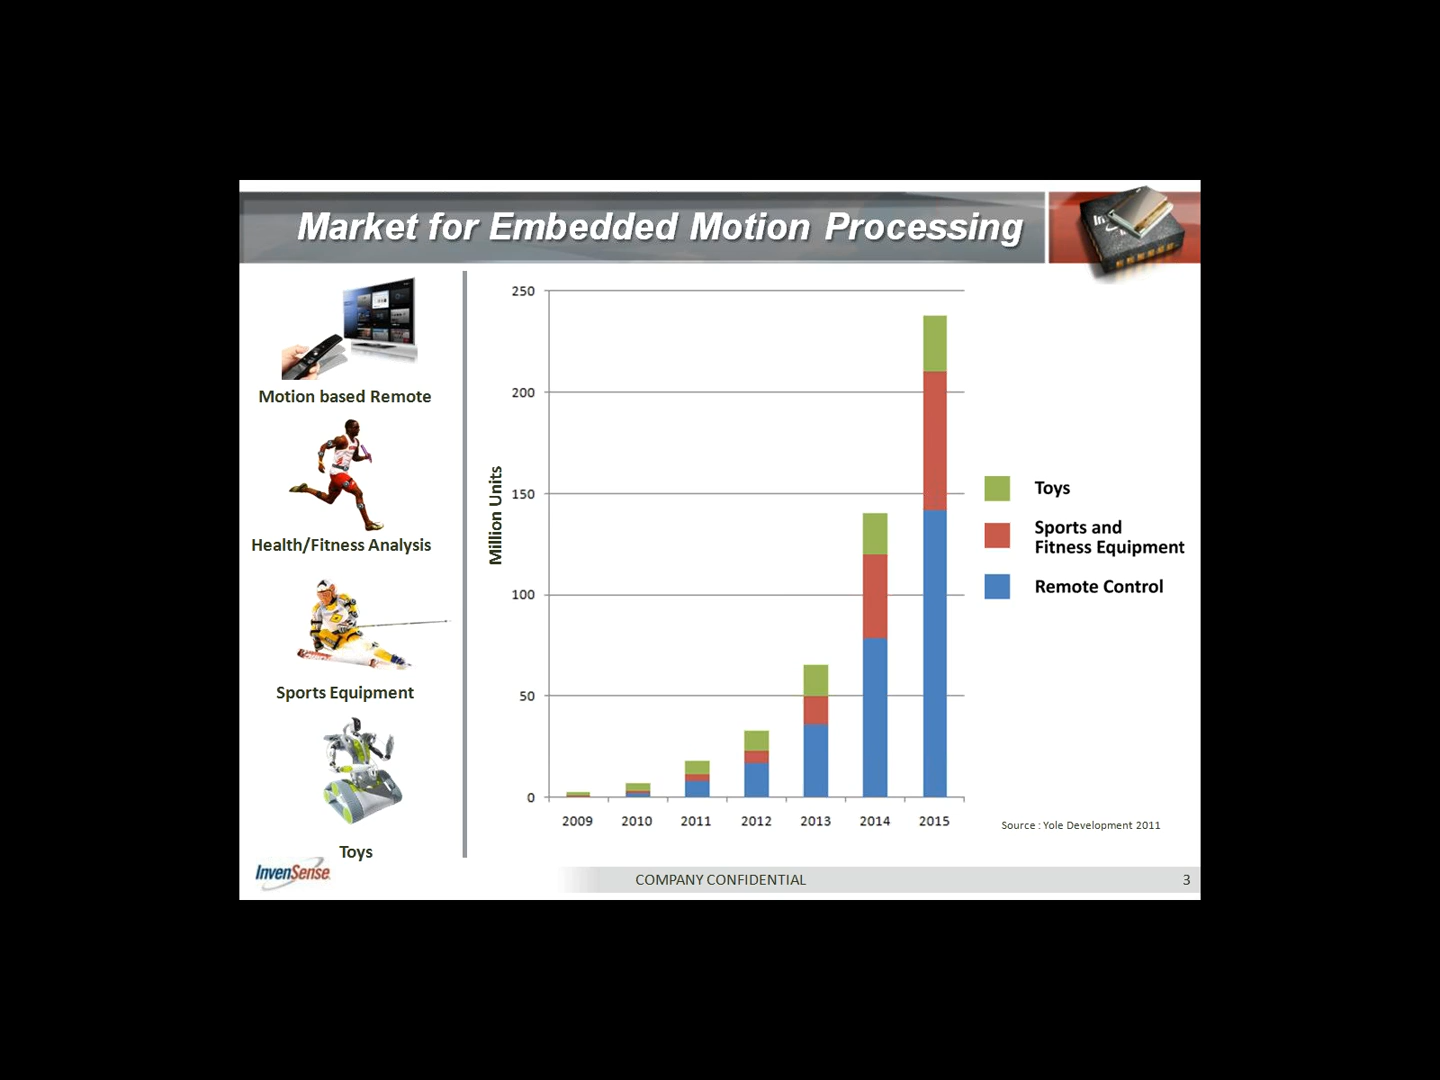 Market for Embedded Motion Processing
Motion based Remote
Health/Fitness Analysis
Sports Equipment
Toys
InvenSense
Million Units
250
200
150
100
50
0
2009 2010 2011 2012 2013 2014 2015
Toys
Sports and
Fitness Equipment
Remote Control
Source : Yole Development 2011
COMPANY CONFIDENTIAL
3